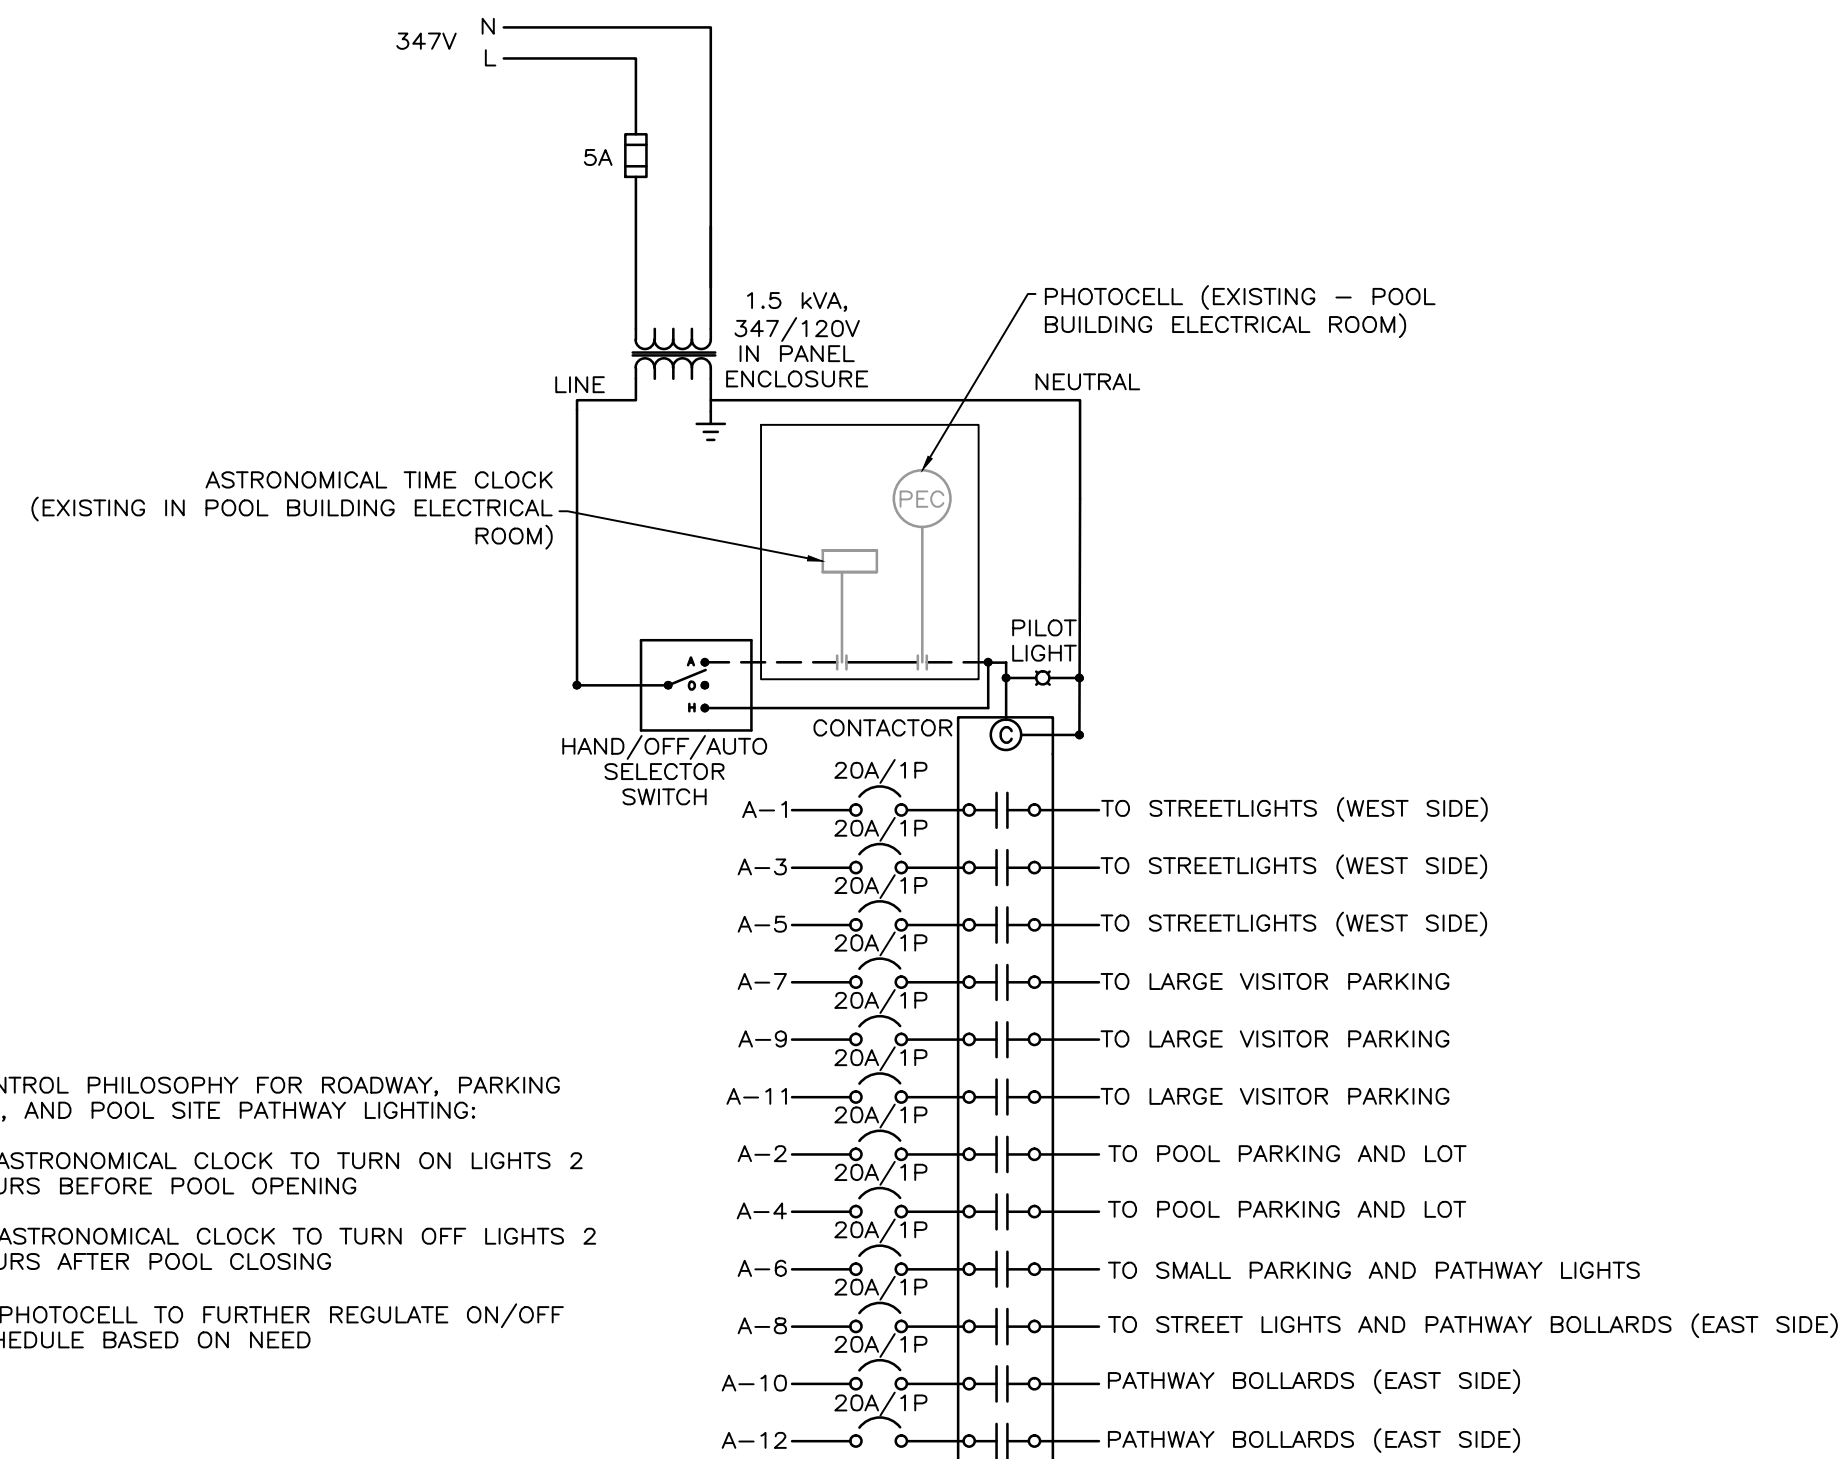 N
347V
L
5A
1.5 kVA,
347/120V
IN PANEL
ENCLOSURE
PHOTOCELL (EXISTING – POOL
BUILDING ELECTRICAL ROOM)
LINE
NEUTRAL
ASTRONOMICAL TIME CLOCK
(EXISTING IN POOL BUILDING ELECTRICAL
ROOM)
PEC
PILOT
LIGHT
A
O
H
HAND/OFF/AUTO
SELECTOR
SWITCH
CONTACTOR
C
20A/1P
A-1 TO STREETLIGHTS (WEST SIDE)
20A/1P
A-3 TO STREETLIGHTS (WEST SIDE)
20A/1P
A-5 TO STREETLIGHTS (WEST SIDE)
20A/1P
A-7 TO LARGE VISITOR PARKING
20A/1P
A-9 TO LARGE VISITOR PARKING
20A/1P
A-11 TO LARGE VISITOR PARKING
20A/1P
A-2 TO POOL PARKING AND LOT
20A/1P
A-4 TO POOL PARKING AND LOT
20A/1P
A-6 TO SMALL PARKING AND PATHWAY LIGHTS
20A/1P
A-8 TO STREET LIGHTS AND PATHWAY BOLLARDS (EAST SIDE)
20A/1P
A-10 PATHWAY BOLLARDS (EAST SIDE)
20A/1P
A-12 PATHWAY BOLLARDS (EAST SIDE)
NTROL PHILOSOPHY FOR ROADWAY, PARKING
, AND POOL SITE PATHWAY LIGHTING:
ASTRONOMICAL CLOCK TO TURN ON LIGHTS 2
URS BEFORE POOL OPENING
ASTRONOMICAL CLOCK TO TURN OFF LIGHTS 2
URS AFTER POOL CLOSING
PHOTOCELL TO FURTHER REGULATE ON/OFF
HEDULE BASED ON NEED